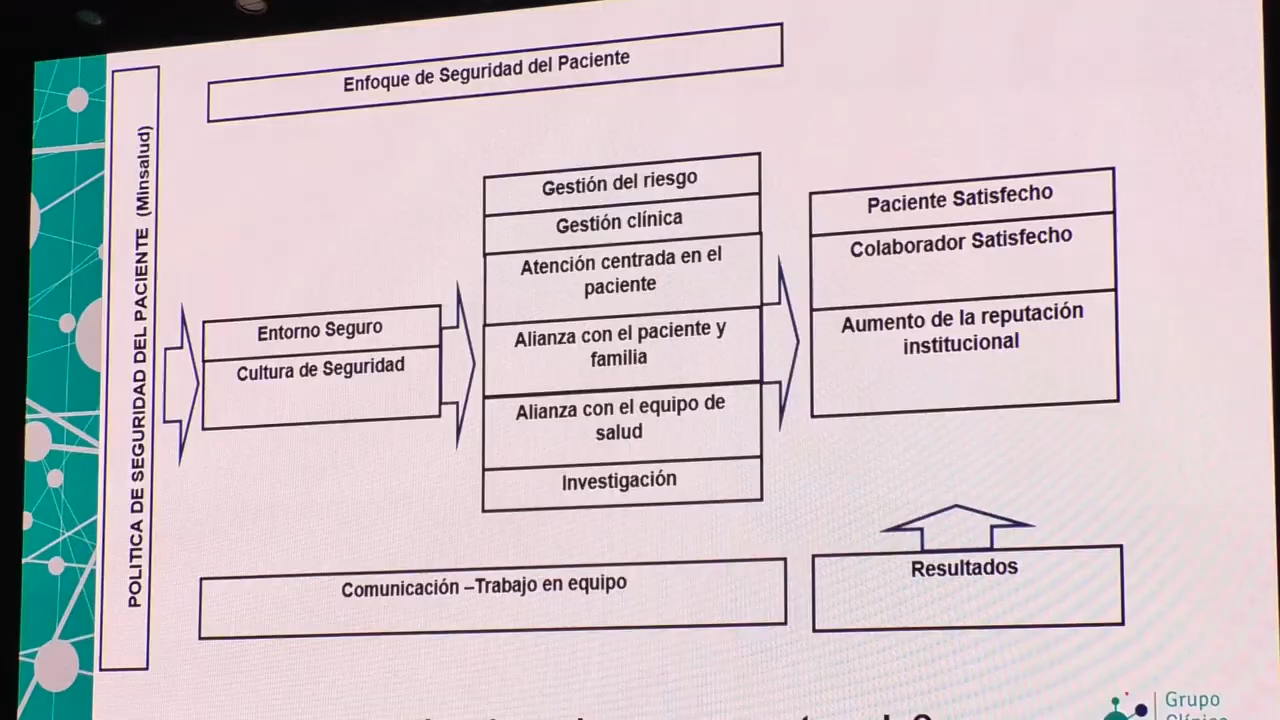 Enfoque de Seguridad del Paciente
POLITICA DE SEGURIDAD DEL PACIENTE (Minsalud)
Entorno Seguro
Cultura de Seguridad
Gestión del riesgo
Gestión clínica
Atención centrada en el
paciente
Alianza con el paciente y
familia
Alianza con el equipo de
salud
Investigación
Paciente Satisfecho
Colaborador Satisfecho
Aumento de la reputación
institucional
Comunicación –Trabajo en equipo
Resultados
Grupo